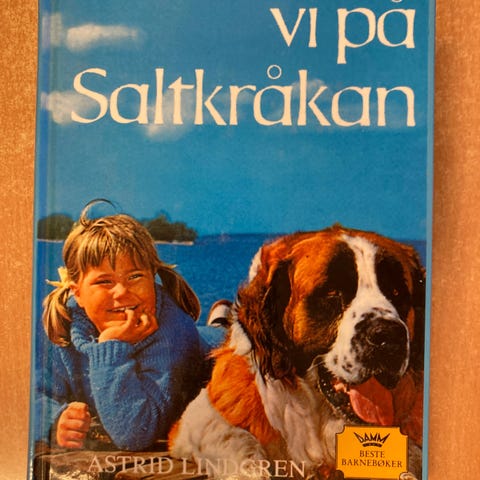 vi på
Saltkråkan
ASTRID LINDGREN
DAMM
BESTE
BARNEBØKER